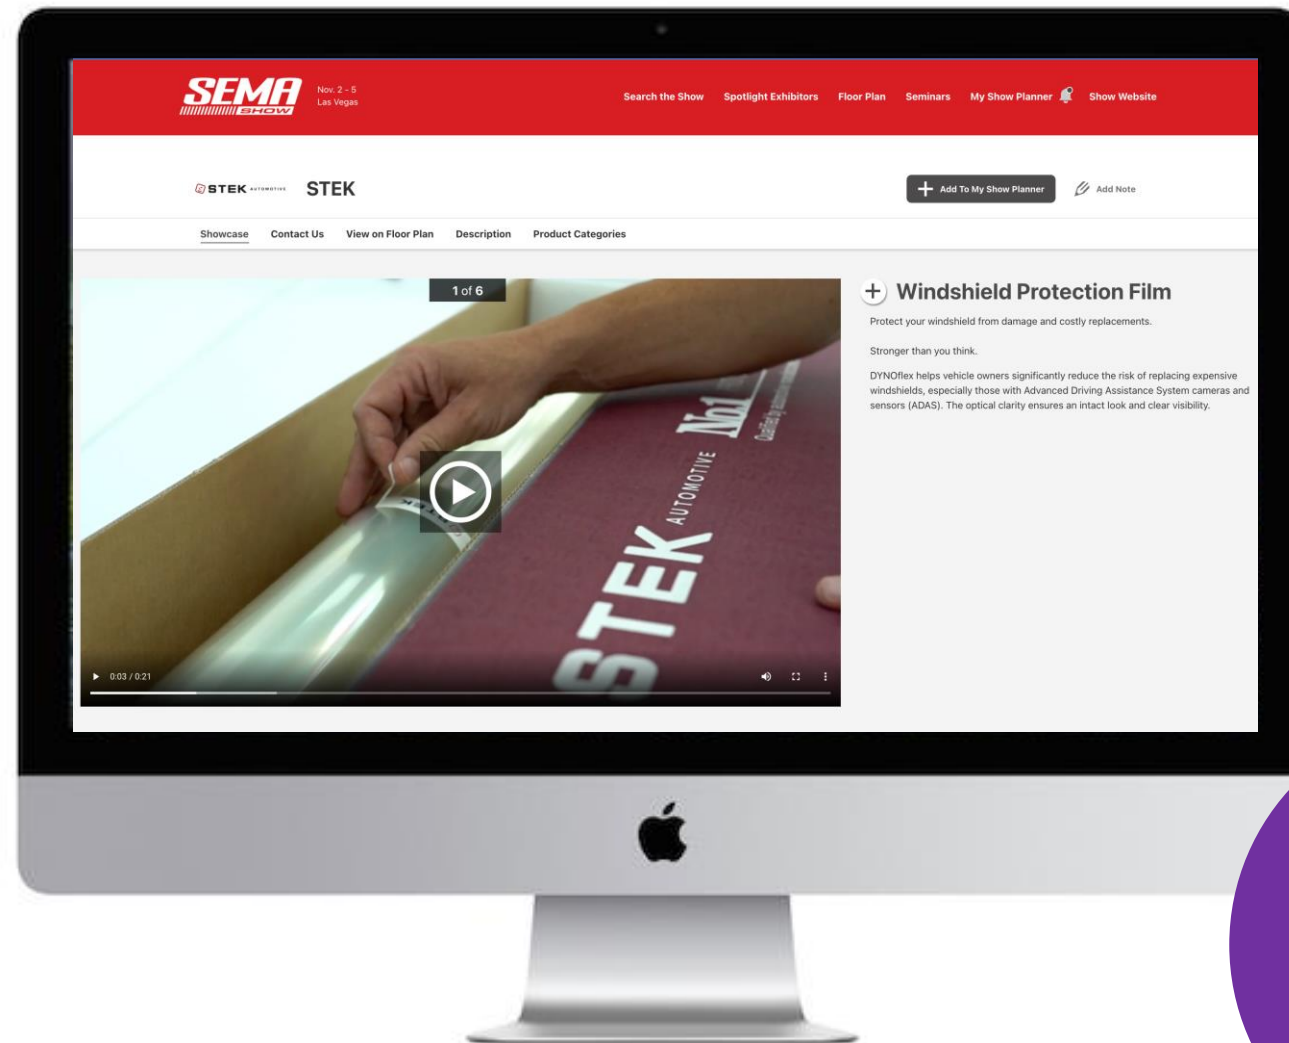 SEMA
SHOW
Nov. 2 - 5
Las Vegas
Search the Show Spotlight Exhibitors Floor Plan Seminars My Show Planner Show Website
STEK AUTOMOTIVE
STEK
Add To My Show Planner
Add Note
Showcase Contact Us View on Floor Plan Description Product Categories
1 of 6
STEK AUTOMOTIVE No.1
0:03 / 0:21
Windshield Protection Film
Protect your windshield from damage and costly replacements.
Stronger than you think.
DYNOflex helps vehicle owners significantly reduce the risk of replacing expensive
windshields, especially those with Advanced Driving Assistance System cameras and
sensors (ADAS). The optical clarity ensures an intact look and clear visibility.